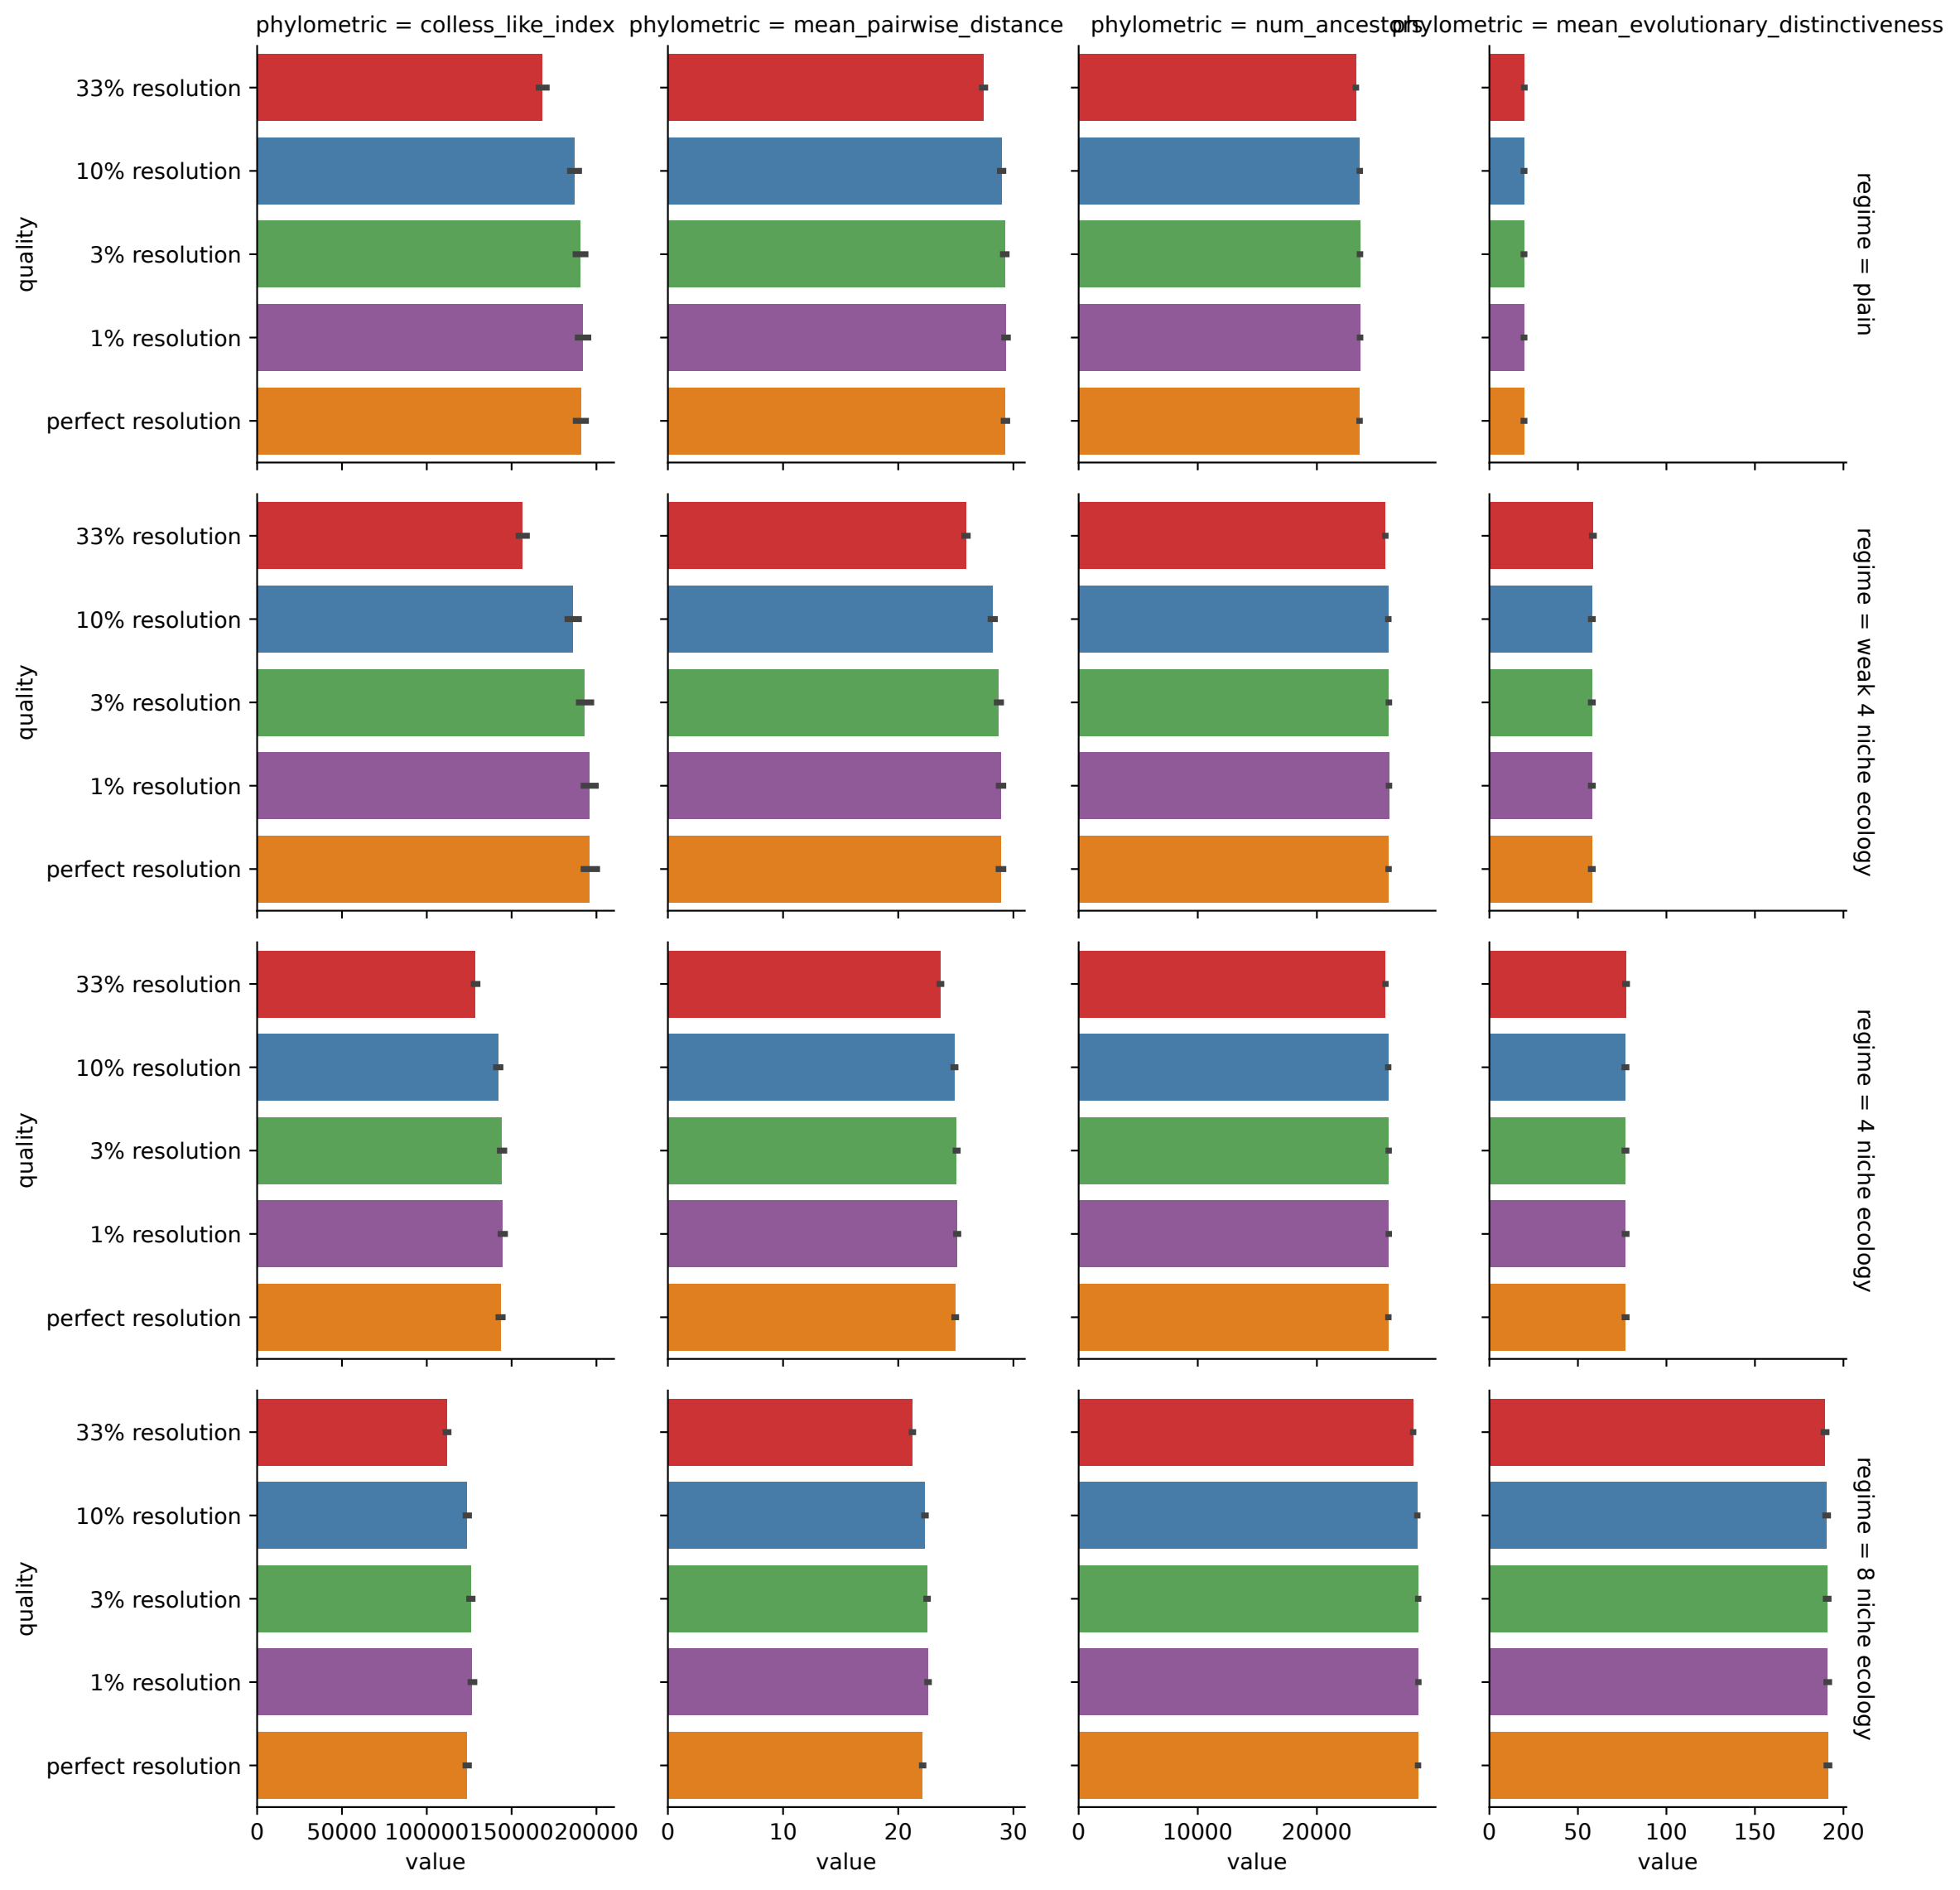 phylometric = colless_like_index
phylometric = mean_pairwise_distance
phylometric = num_ancestors
phylometric = mean_evolutionary_distinctiveness
quality
33% resolution
10% resolution
3% resolution
1% resolution
perfect resolution
regime = plain
quality
33% resolution
10% resolution
3% resolution
1% resolution
perfect resolution
regime = weak 4 niche ecology
quality
33% resolution
10% resolution
3% resolution
1% resolution
perfect resolution
regime = 4 niche ecology
quality
33% resolution
10% resolution
3% resolution
1% resolution
perfect resolution
regime = 8 niche ecology
0 50000 100000 150000 200000
value
0 10 20 30
value
0 10000 20000
value
0 50 100 150 200
value